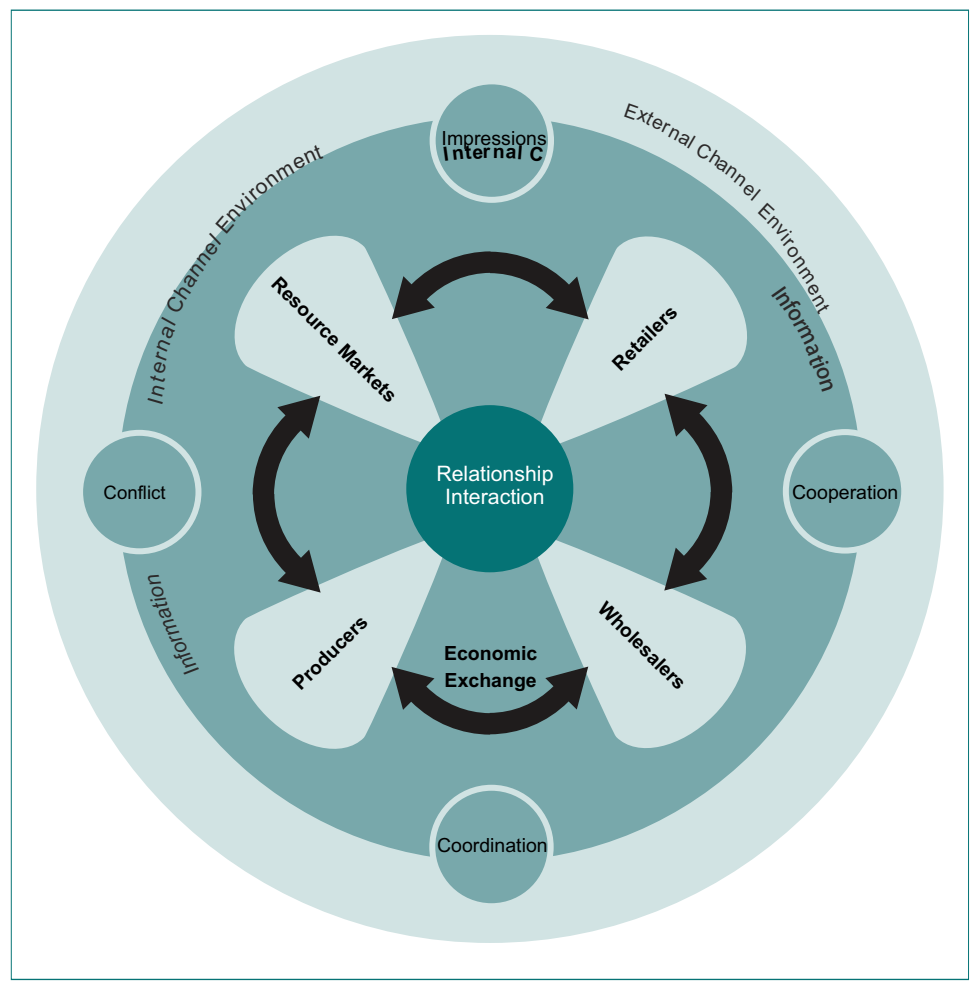 External Channel Environment
Impressions
Internal C
Internal Channel Environment
Information
Resource Markets
Retailers
Relationship
Interaction
Conflict
Cooperation
Information
Producers
Wholesalers
Economic
Exchange
Coordination